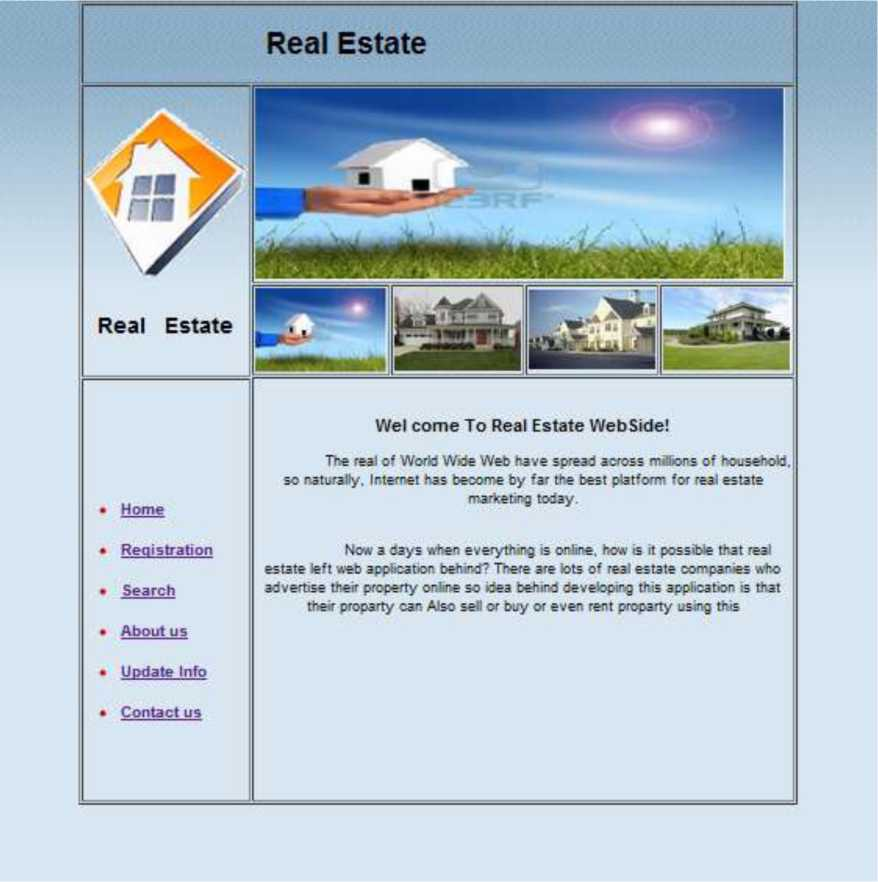 Real Estate
Real Estate
Wel come To Real Estate WebSide!
The real of World Wide Web have spread across millions of household,
so naturally, Internet has become by far the best platform for real estate
marketing today.
Now a days when everything is online, how is it possible that real
estate left web application behind? There are lots of real estate companies who
advertise their property online so idea behind developing this application is that
their proparty can Also sell or buy or even rent proparty using this
Home
Registration
Search
About us
Update Info
Contact us